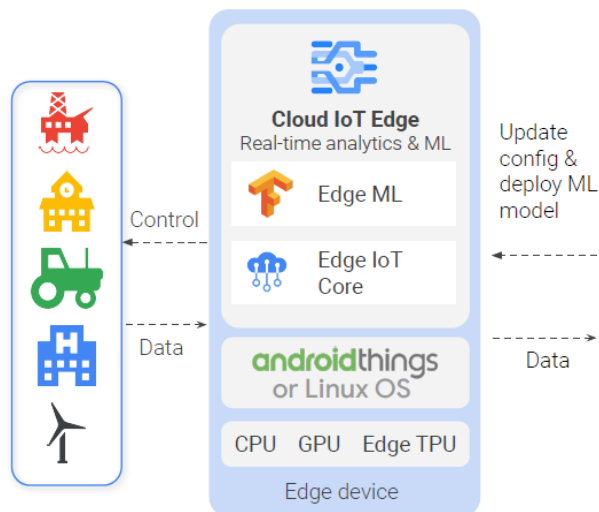 Cloud IoT Edge
Real-time analytics & ML
Edge ML
Edge IoT
Core
androidthings
or Linux OS
CPU GPU Edge TPU
Edge device
Control
Data
H
Update
config &
deploy ML
model
Data